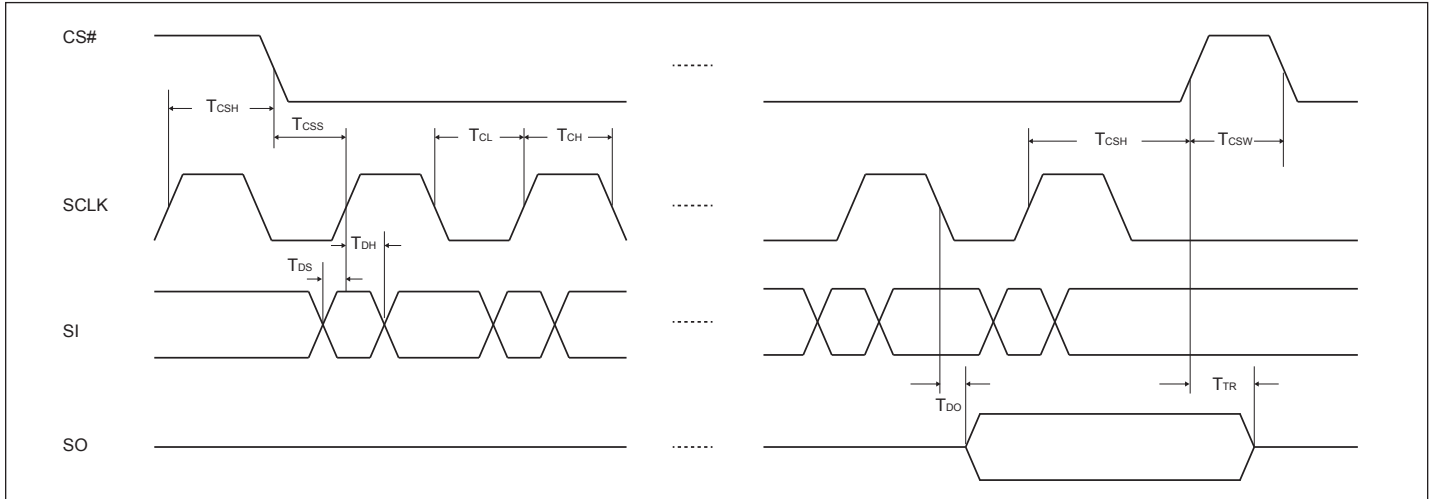 CS#
TCSH
TCSS
TCL
TCH
TCSH
TCSW
SCLK
TDH
TDS
SI
TTR
TDO
SO